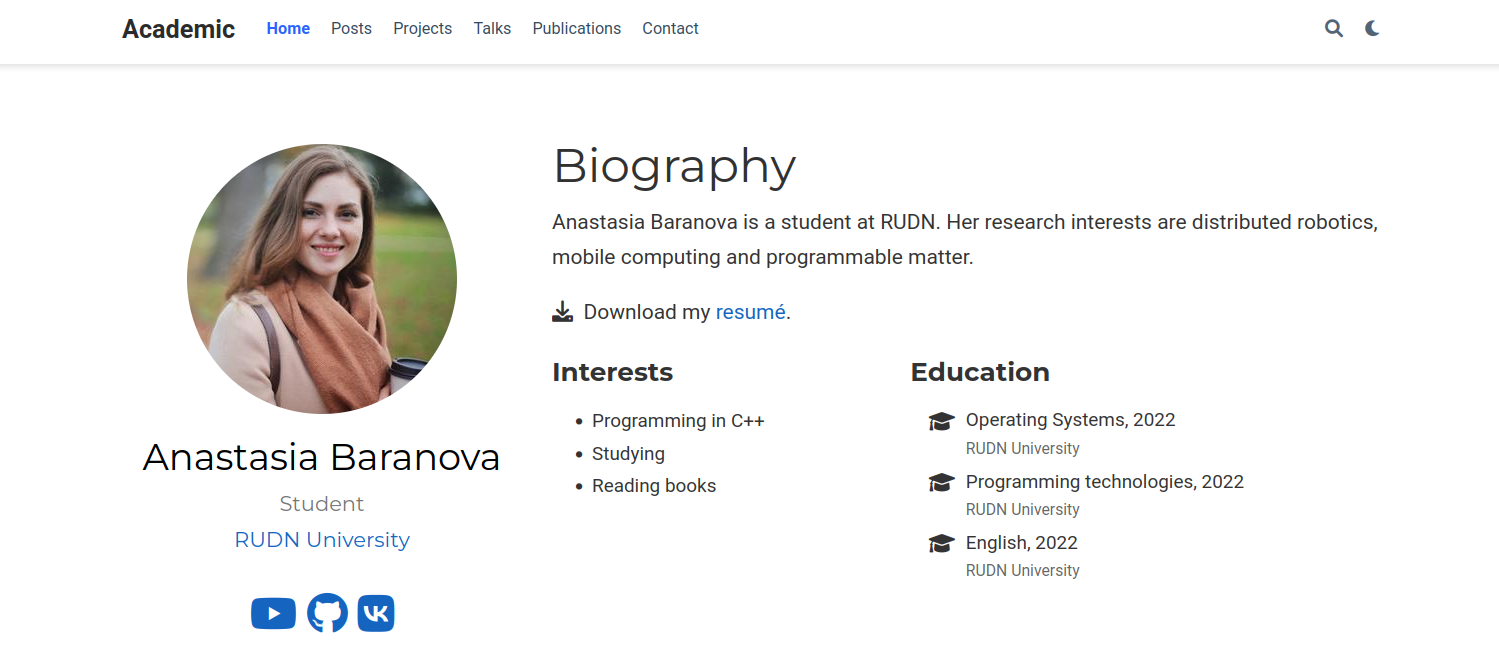 Academic Home Posts Projects Talks Publications Contact
Biography
Anastasia Baranova is a student at RUDN. Her research interests are distributed robotics,
mobile computing and programmable matter.
Download my resumé.
Interests
Programming in C++
Studying
Reading books
Education
Operating Systems, 2022
RUDN University
Programming technologies, 2022
RUDN University
English, 2022
RUDN University
Anastasia Baranova
Student
RUDN University
VK